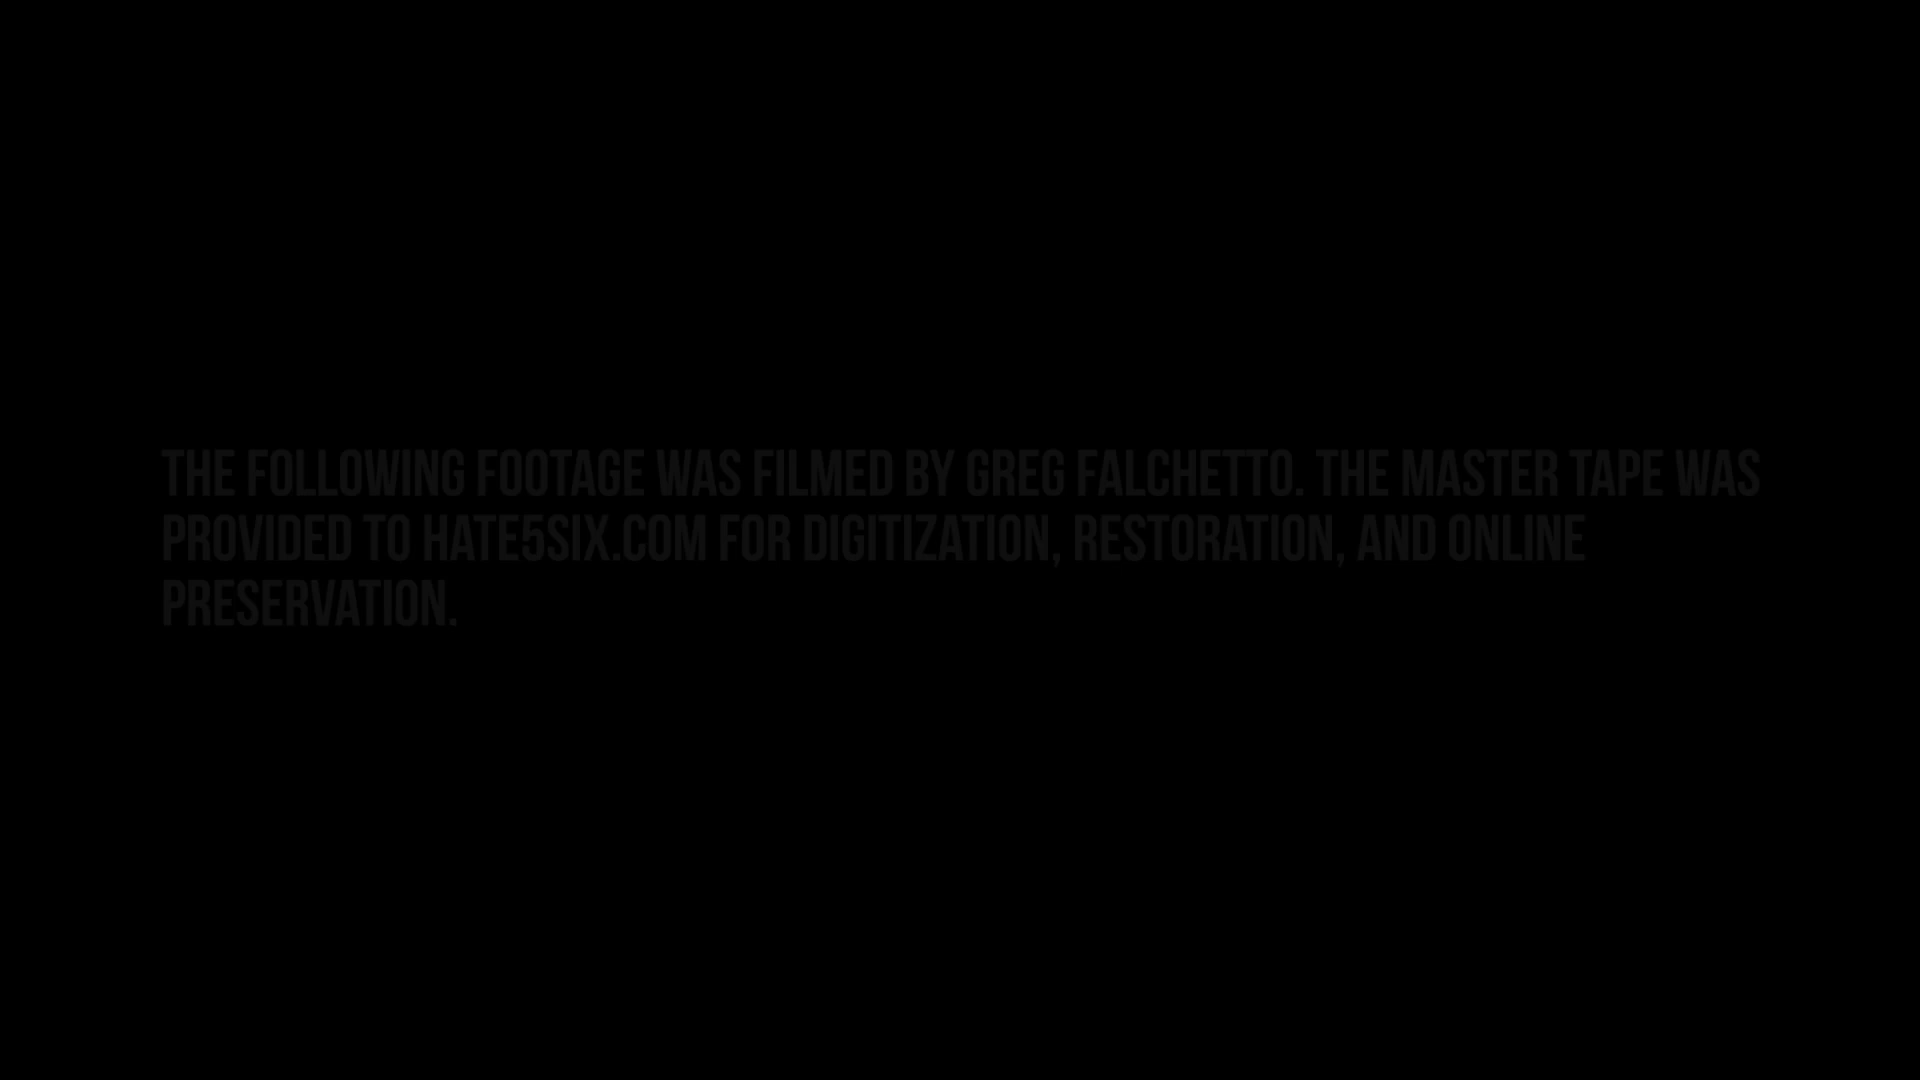 THE FOLLOWING FOOTAGE WAS FILMED BY GREG FALCHETTO. THE MASTER TAPE WAS
PROVIDED TO HATE5SIX.COM FOR DIGITIZATION, RESTORATION, AND ONLINE
PRESERVATION.